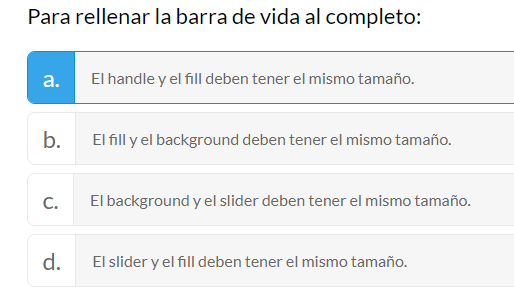 Para rellenar la barra de vida al completo:
a. El handle y el fill deben tener el mismo tamaño.
b. El fill y el background deben tener el mismo tamaño.
c. El background y el slider deben tener el mismo tamaño.
d. El slider y el fill deben tener el mismo tamaño.